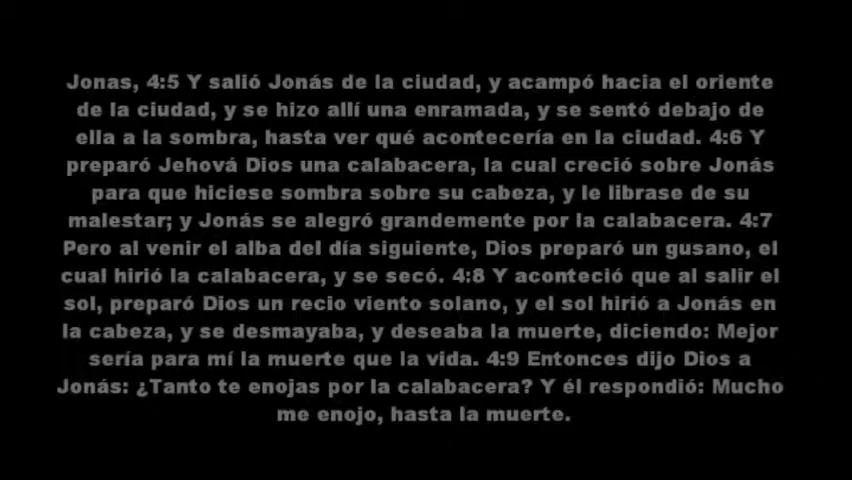 Jonas, 4:5 Y salió Jonás de la ciudad, y acampó hacia el oriente
de la ciudad, y se hizo allí una enramada, y se sentó debajo de
ella a la sombra, hasta ver qué acontecería en la ciudad. 4:6 Y
preparó Jehová Dios una calabacera, la cual creció sobre Jonás
para que hiciese sombra sobre su cabeza, y le librase de su
malestar; y Jonás se alegró grandemente por la calabacera. 4:7
Pero al venir el alba del día siguiente, Dios preparó un gusano, el
cual hirió la calabacera, y se secó. 4:8 Y aconteció que al salir el
sol, preparó Dios un recio viento solano, y el sol hirió a Jonás en
la cabeza, y se desmayaba, y deseaba la muerte, diciendo: Mejor
sería para mí la muerte que la vida. 4:9 Entonces dijo Dios a
Jonás: ¿Tanto te enojas por la calabacera? Y él respondió: Mucho
me enojo, hasta la muerte.